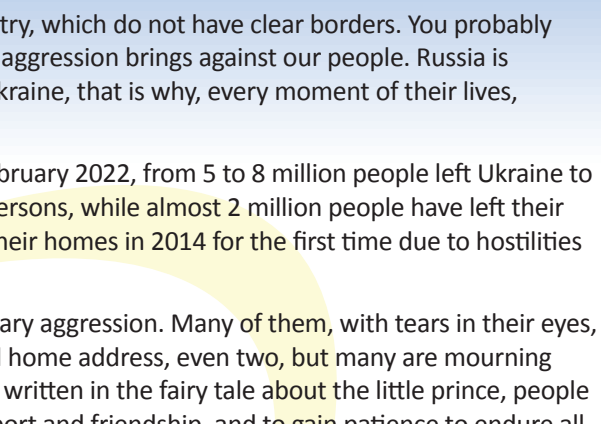 try, which do not have clear borders. You probably
aggression brings against our people. Russia is
kraine, that is why, every moment of their lives,
bruary 2022, from 5 to 8 million people left Ukraine to
ersons, while almost 2 million people have left their
heir homes in 2014 for the first time due to hostilities
ary aggression. Many of them, with tears in their eyes,
home address, even two, but many are mourning
written in the fairy tale about the little prince, people
port and friendship, and to gain patience to endure all